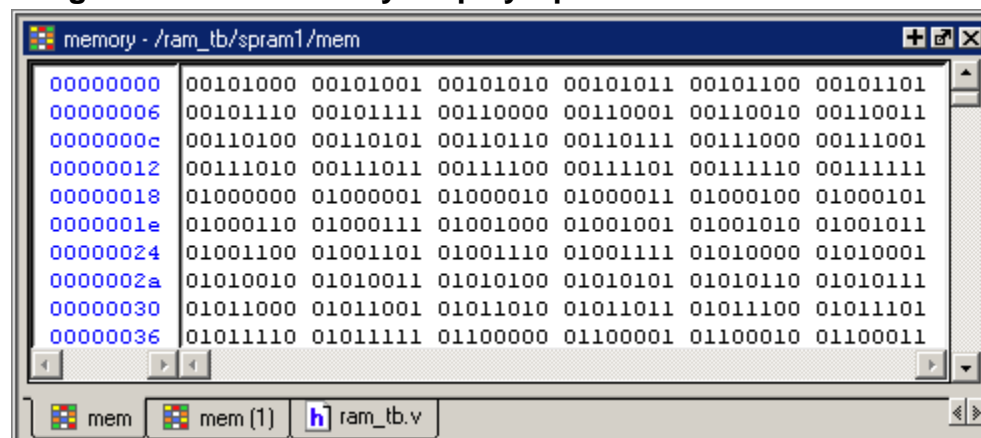 memory - /ram_tb/spram1/mem
00000000 00101000 00101001 00101010 00101011 00101100 00101101
00000006 00101110 00101111 00110000 00110001 00110010 00110011
0000000c 00110100 00110101 00110110 00110111 00111000 00111001
00000012 00111010 00111011 00111100 00111101 00111110 00111111
00000018 01000000 01000001 01000010 01000011 01000100 01000101
0000001e 01000110 01000111 01001000 01001001 01001010 01001011
00000024 01001100 01001101 01001110 01001111 01010000 01010001
0000002a 01010010 01010011 01010100 01010101 01010110 01010111
00000030 01011000 01011001 01011010 01011011 01011100 01011101
00000036 01011110 01011111 01100000 01100001 01100010 01100011
mem mem (1) h ram_tb.v